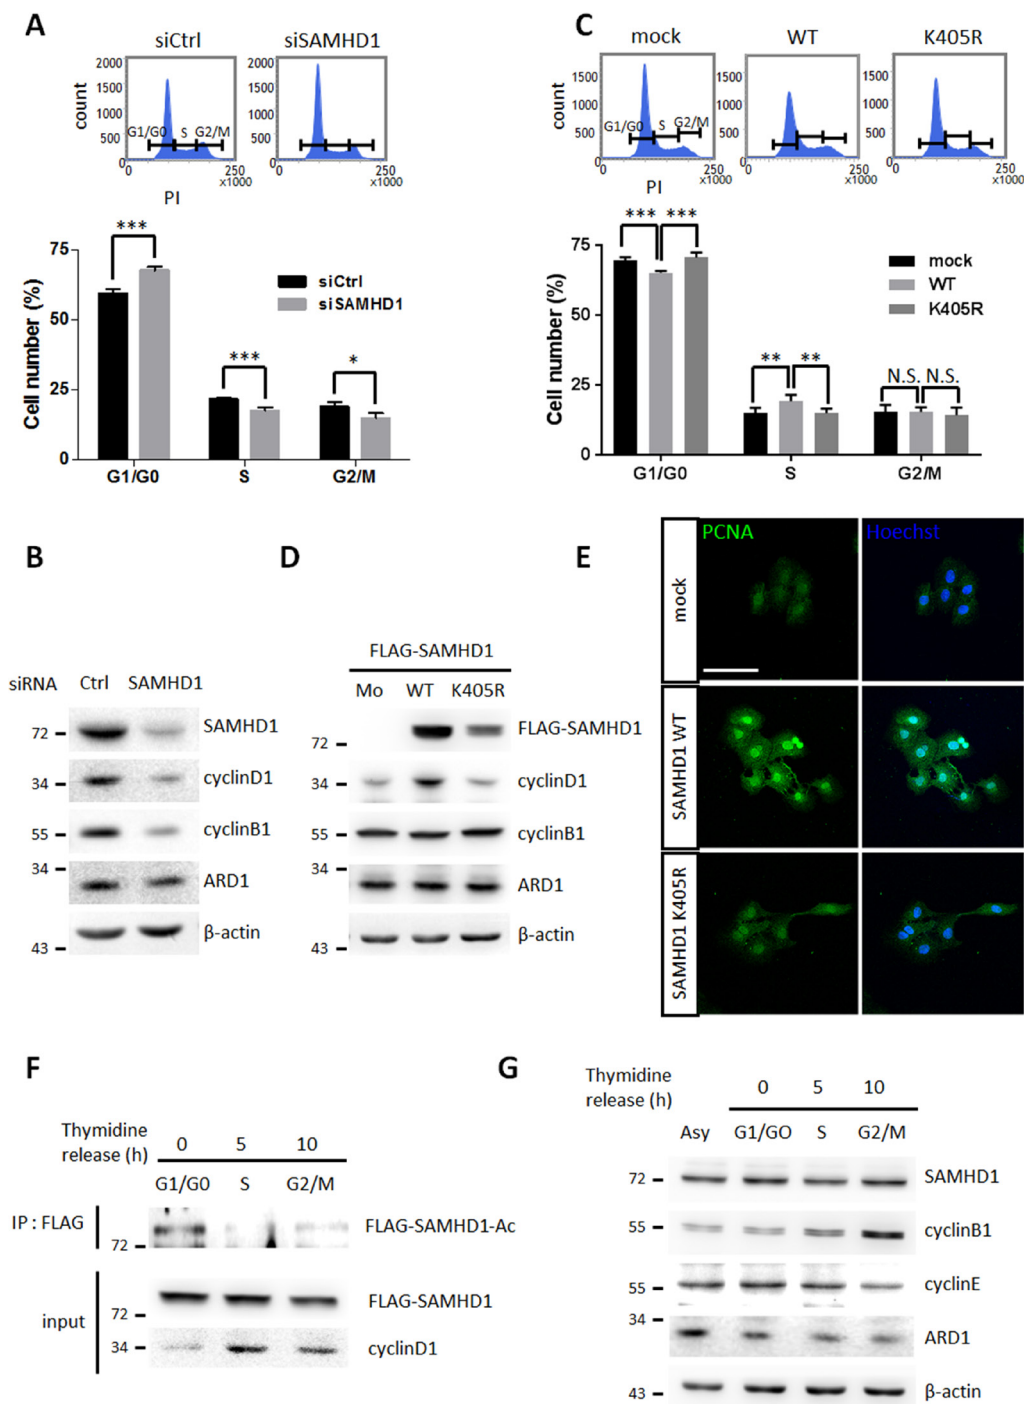 A
siCtrl
siSAMHD1
count
2000
1500
1000
500
0
G1/G0
S
G2/M
250
x1000
PI
2000
1500
1000
500
0
0
250
x1000
***
Cell number (%)
75
50
25
0
***
*
siCtrl
siSAMHD1
G1/G0
S
G2/M
C
mock
WT
K405R
count
2000
1500
1000
500
0
G1/G0
S
G2/M
0
250
x1000
PI
0
250
x1000
0
250
x1000
***
***
mock
WT
K405R
Cell number (%)
75
50
25
0
**
**
N.S.
N.S.
G1/G0
S
G2/M
B
siRNA
Ctrl
SAMHD1
72
SAMHD1
34
cyclinD1
55
cyclinB1
34
ARD1
43
β-actin
D
FLAG-SAMHD1
Mo
WT
K405R
72
FLAG-SAMHD1
34
cyclinD1
55
cyclinB1
34
ARD1
43
β-actin
E
PCNA
Hoechst
mock
SAMHD1 WT
SAMHD1 K405R
F
Thymidine
release (h)
0
5
10
G1/G0
S
G2/M
IP : FLAG
72
FLAG-SAMHD1-Ac
input
72
FLAG-SAMHD1
34
cyclinD1
G
Thymidine
release (h)
0
5
10
Asy
G1/GO
S
G2/M
72
SAMHD1
55
cyclinB1
55
cyclinE
34
ARD1
43
β-actin